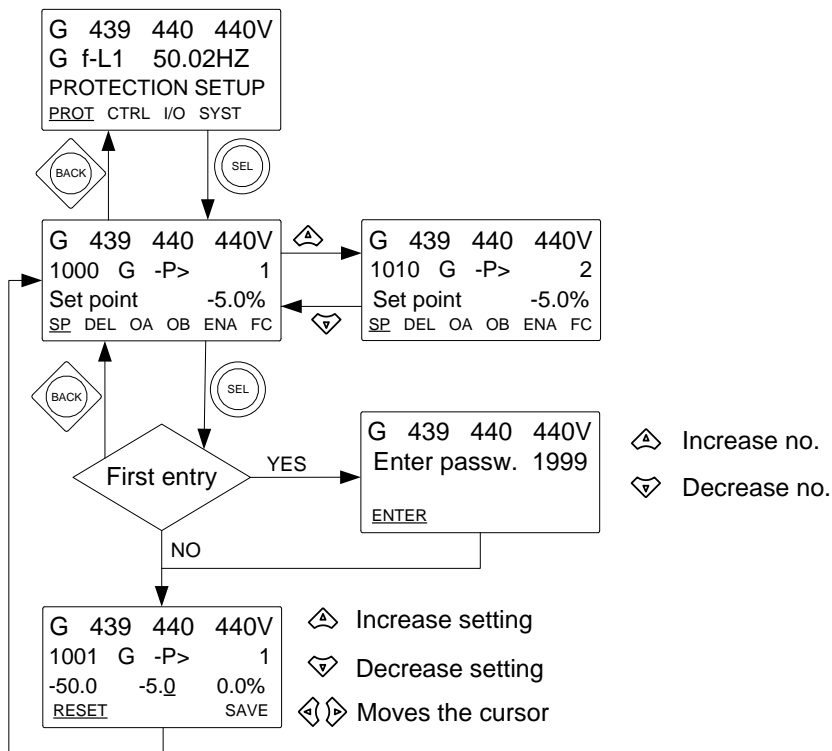 G 439 440 440V
G f-L1 50.02HZ
PROTECTION SETUP
PROT CTRL I/O SYST
BACK
SEL
G 439 440 440V
1000 G -P> 1
Set point -5.0%
SP DEL OA OB ENA FC
G 439 440 440V
1010 G -P> 2
Set point -5.0%
SP DEL OA OB ENA FC
BACK
SEL
First entry
YES
NO
G 439 440 440V
Enter passw. 1999
ENTER
Increase no.
Decrease no.
G 439 440 440V
1001 G -P> 1
-50.0 -5.0 0.0%
RESET SAVE
Increase setting
Decrease setting
Moves the cursor